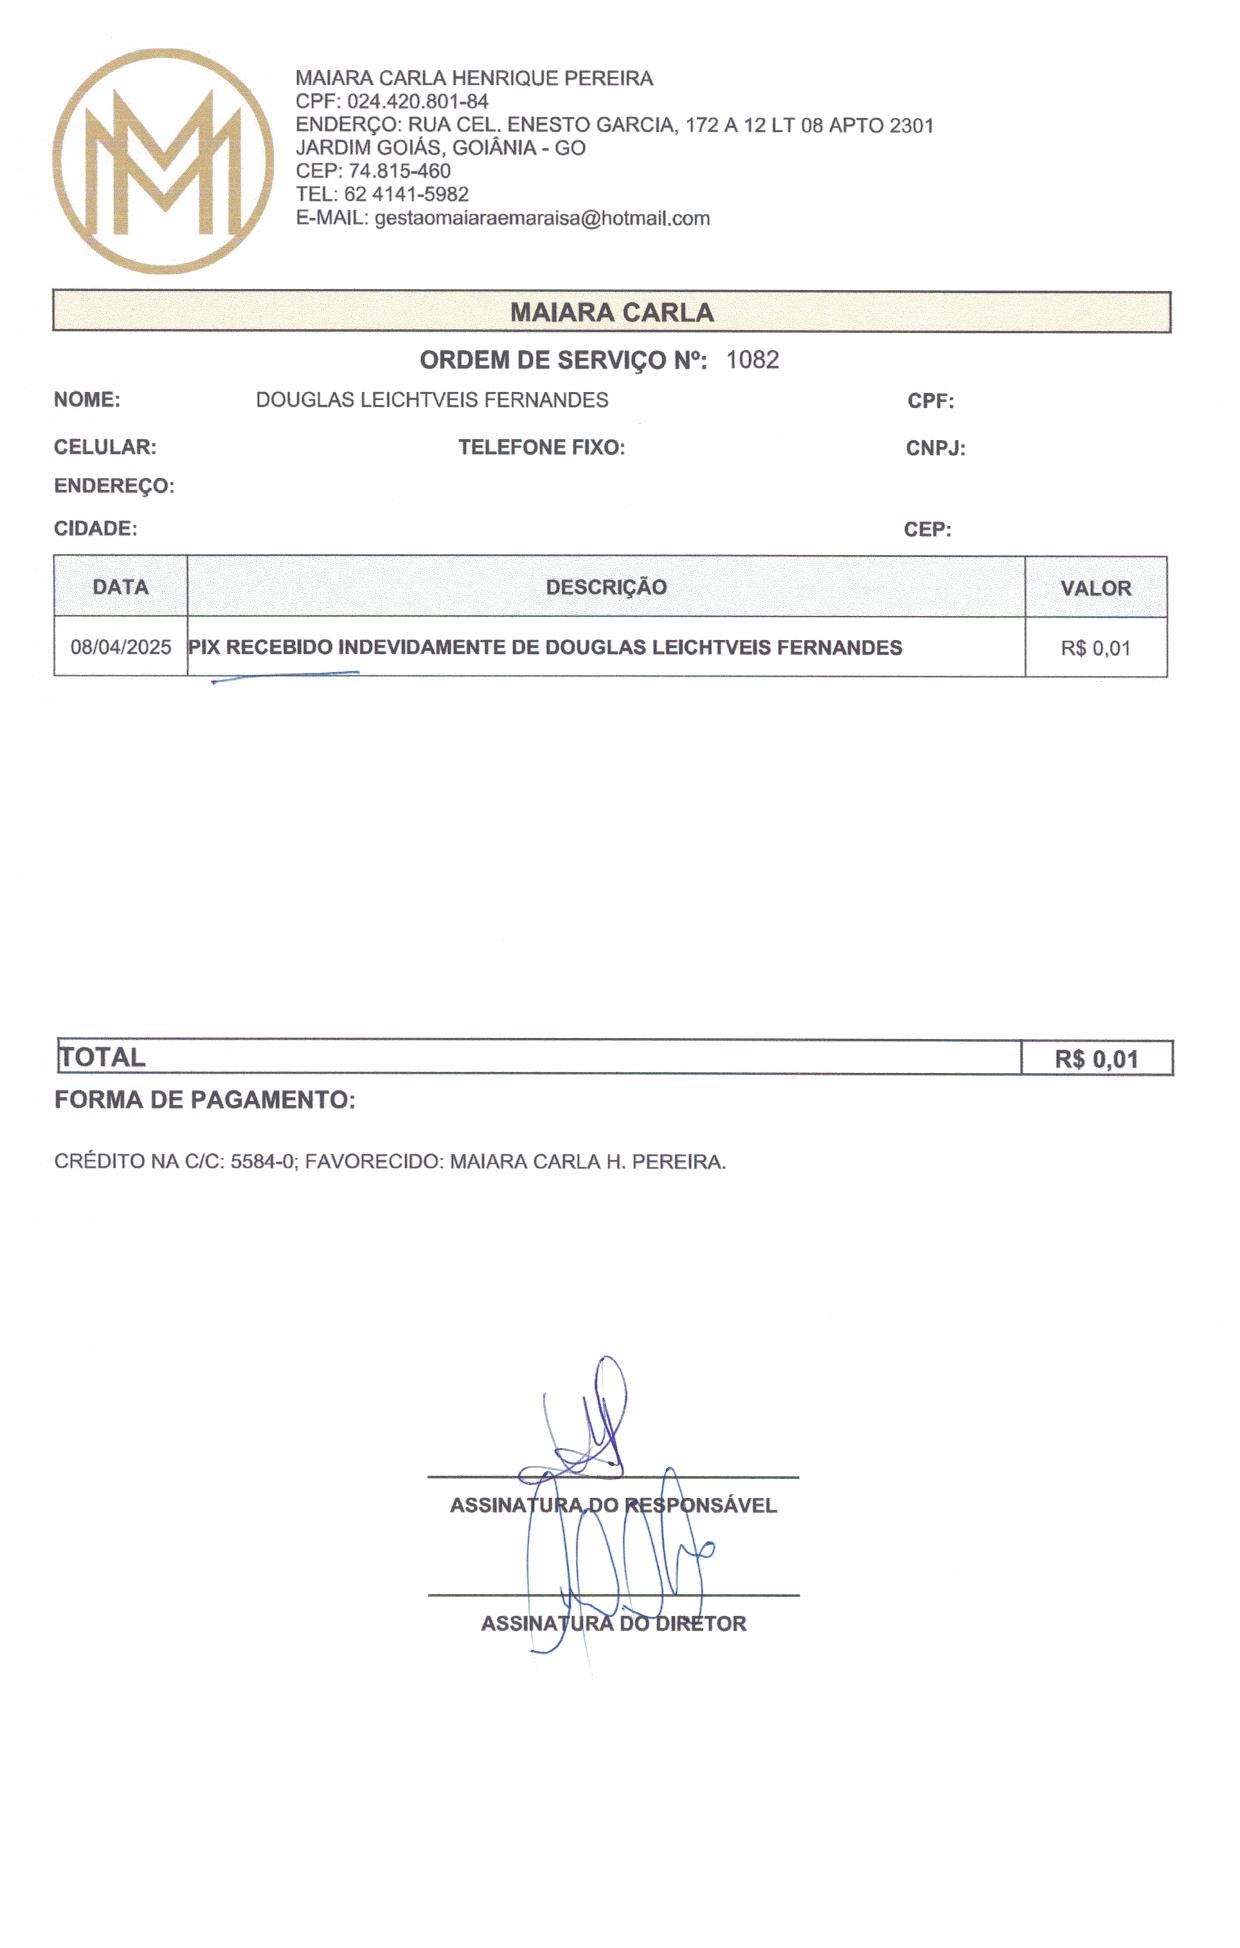 MM
MAIARA CARLA HENRIQUE PEREIRA
CPF: 024.420.801-84
ENDERÇO: RUA CEL. ENESTO GARCIA, 172 A 12 LT 08 APTO 2301
JARDIM GOIÁS, GOIÂNIA - GO
CEP: 74.815-460
TEL: 62 4141-5982
E-MAIL: gestaomaiaraemaraisa@hotmail.com
MAIARA CARLA
ORDEM DE SERVIÇO Nº: 1082
NOME: DOUGLAS LEICHTVEIS FERNANDES CPF:
CELULAR: TELEFONE FIXO: CNPJ:
ENDEREÇO:
CIDADE: CEP:
DATA DESCRIÇÃO VALOR
08/04/2025 PIX RECEBIDO INDEVIDAMENTE DE DOUGLAS LEICHTVEIS FERNANDES R$ 0,01
TOTAL R$ 0,01
FORMA DE PAGAMENTO:
CRÉDITO NA C/C: 5584-0; FAVORECIDO: MAIARA CARLA H. PEREIRA.
ASSINATURA DO RESPONSÁVEL
ASSINATURA DO DIRETOR